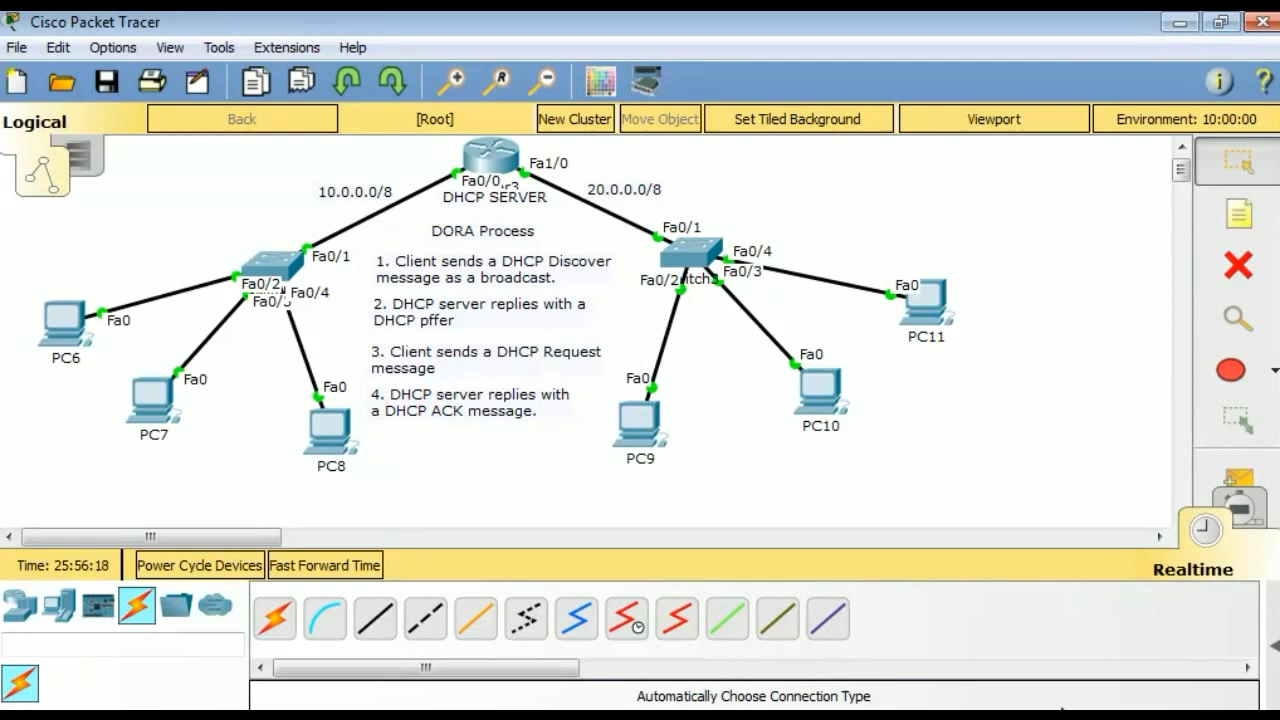 Cisco Packet Tracer
File Edit Options View Tools Extensions Help
Logical
Back
[Root]
New Cluster
Move Object
Set Tiled Background
Viewport
Environment: 10:00:00
Fa1/0
Fa0/0
DHCP SERVER
10.0.0.0/8
20.0.0.0/8
DORA Process
1. Client sends a DHCP Discover
message as a broadcast.
2. DHCP server replies with a
DHCP pffer
3. Client sends a DHCP Request
message
4. DHCP server replies with
a DHCP ACK message.
Fa0/1
Fa0/2
Fa0/4
Fa0
PC6
Fa0
PC7
Fa0
PC8
Fa0/1
Fa0/4
Fa0/3
Fa0/2
Fa0
PC11
Fa0
PC10
Fa0
PC9
Time: 25:56:18
Power Cycle Devices
Fast Forward Time
Realtime
Automatically Choose Connection Type